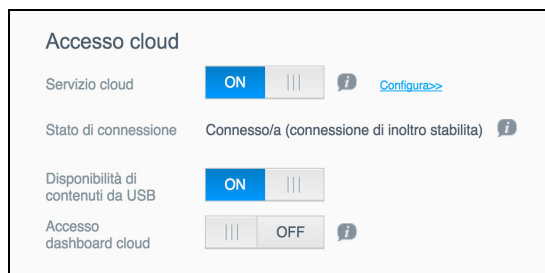 Accesso cloud
Servizio cloud ON Configura>>
Stato di connessione Connesso/a (connessione di inoltro stabilita)
Disponibilità di
contenuti da USB ON
Accesso
dashboard cloud OFF